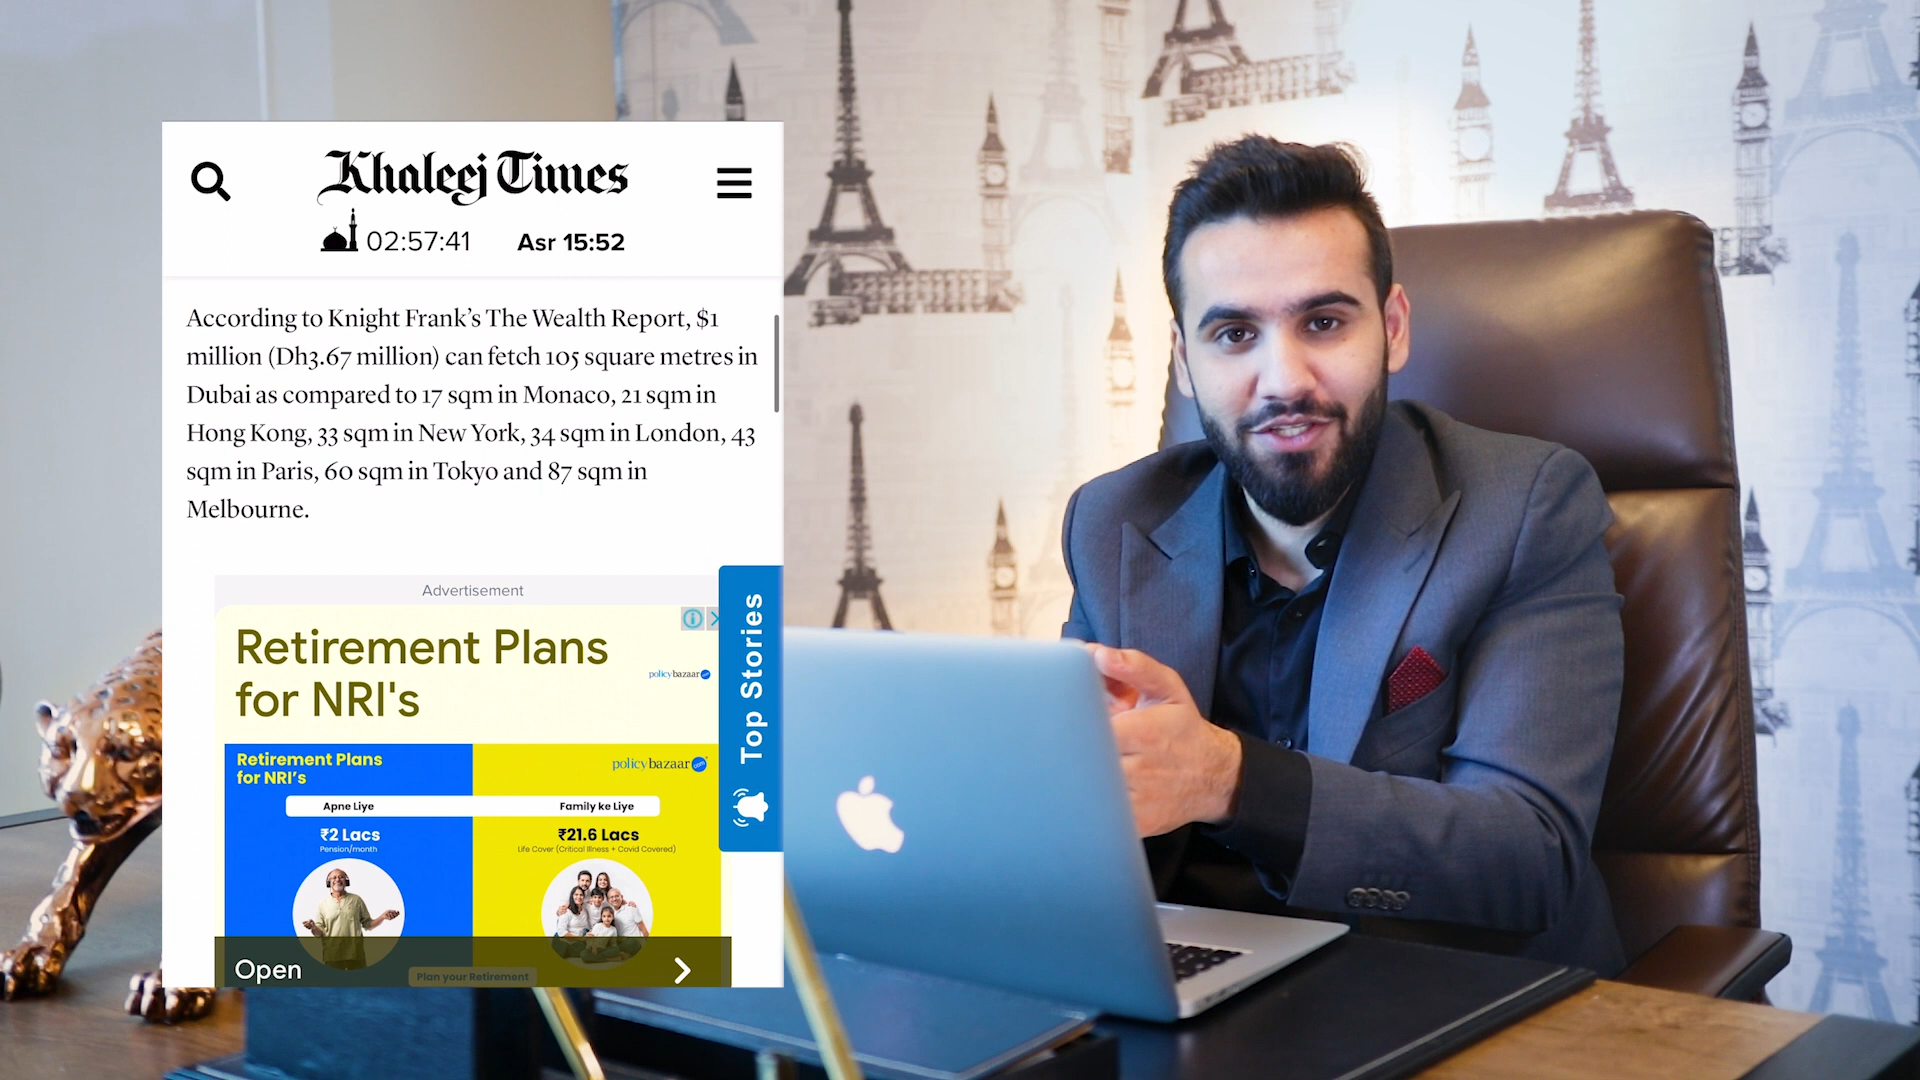 Khaleej Times
02:57:41 Asr 15:52
According to Knight Frank’s The Wealth Report, $1
million (Dh3.67 million) can fetch 105 square metres in
Dubai as compared to 17 sqm in Monaco, 21 sqm in
Hong Kong, 33 sqm in New York, 34 sqm in London, 43
sqm in Paris, 60 sqm in Tokyo and 87 sqm in
Melbourne.
Advertisement
Retirement Plans
for NRI's
policybazaar
Top Stories
Retirement Plans
for NRI’s
policybazaar
Apne Liye
Family ke Liye
₹2 Lacs
Pension/month
₹21.6 Lacs
Life Cover (Critical Illness + Covid Covered)
Open
Plan your Retirement